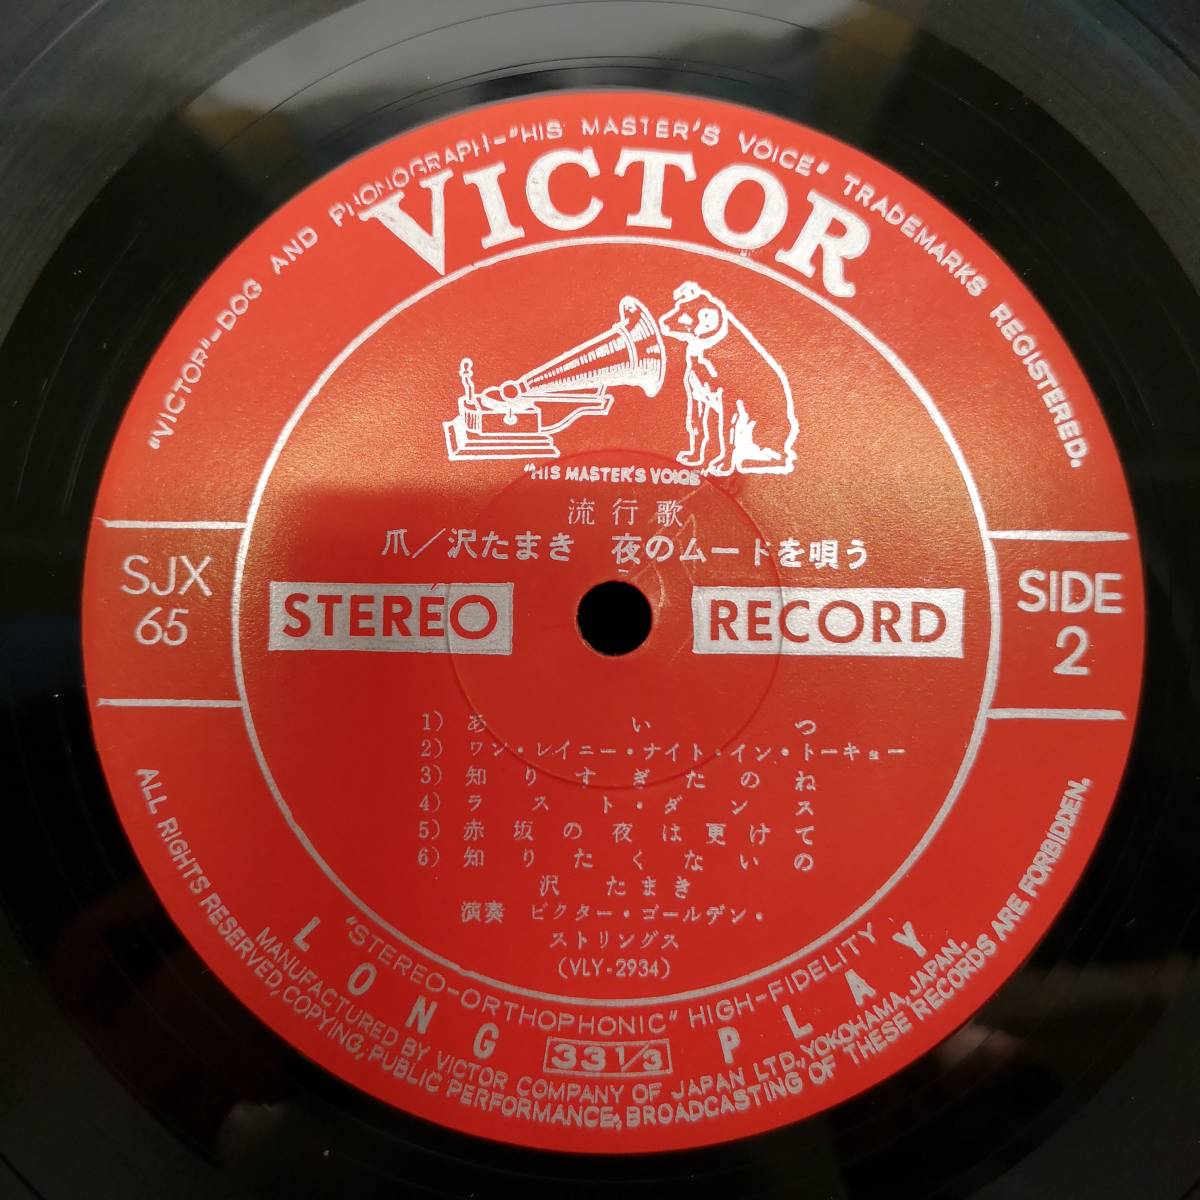 "VICTOR"-DOG AND PHONOGRAPH-"HIS MASTER'S VOICE" TRADEMARKS REGISTERED.
VICTOR
"HIS MASTER'S VOICE"
流行歌
爪／沢たまき 夜のムードを唄う
SJX
65
STEREO
RECORD
SIDE
2
1) あいつ
2) ワン・レイニー・ナイト・イン・トーキョー
3) 知りすぎたのね
4) ラスト・ダンス
5) 赤坂の夜は更けて
6) 知りたくないの
沢 たまき
演奏 ビクター・ゴールデン・
ストリングス
(VLY-2934)
"STEREO-ORTHOPHONIC" HIGH-FIDELITY
LONG 33 1/3 PLAY
MANUFACTURED BY VICTOR COMPANY OF JAPAN LTD., YOKOHAMA, JAPAN.
ALL RIGHTS RESERVED, COPYING, PUBLIC PERFORMANCE, BROADCASTING OF THESE RECORDS ARE FORBIDDEN.